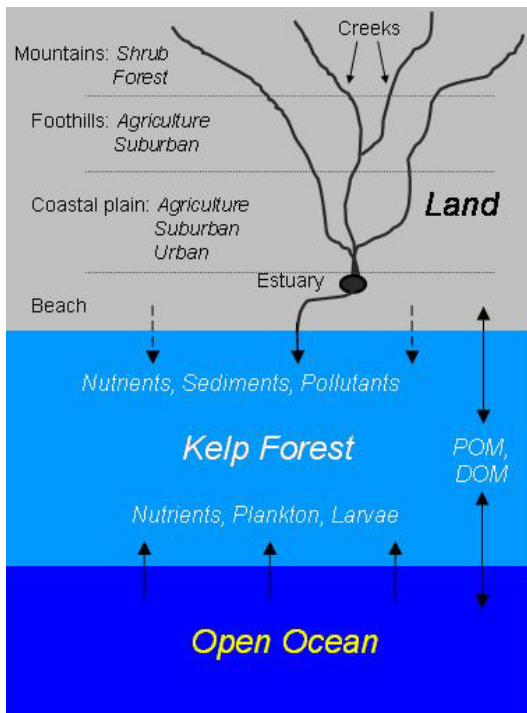 Creeks
Mountains: Shrub
Forest
Foothills: Agriculture
Suburban
Coastal plain: Agriculture
Suburban
Urban
Land
Estuary
Beach
Nutrients, Sediments, Pollutants
Kelp Forest
POM,
DOM
Nutrients, Plankton, Larvae
Open Ocean